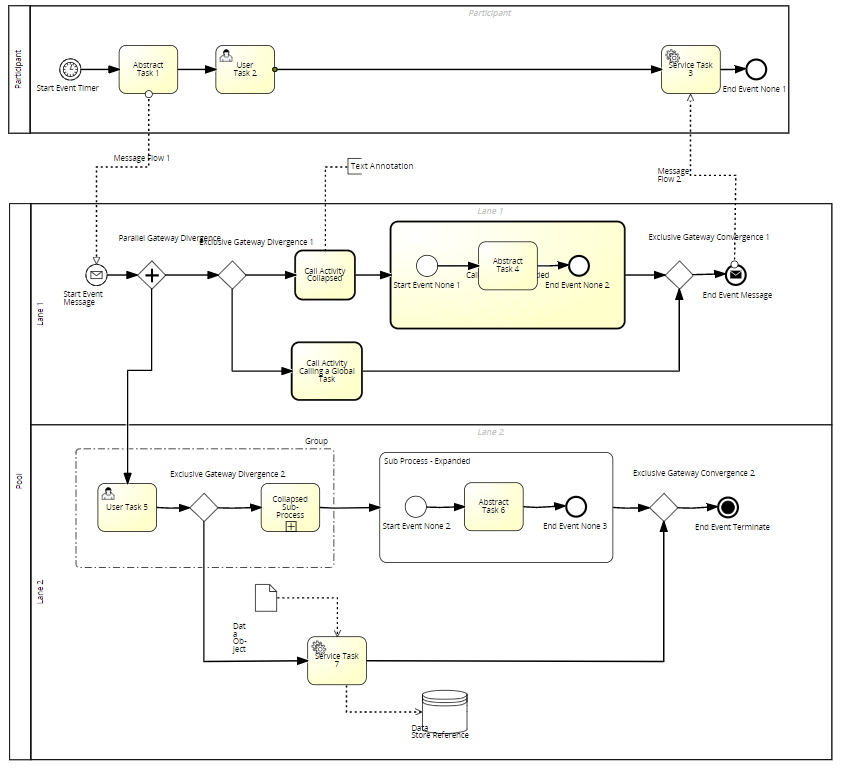 Participant
Participant
Start Event Timer
Abstract
Task 1
User
Task 2
Service Task
3
End Event None 1
Message Flow 1
Text Annotation
Message
Flow 2
Pool
Lane 1
Lane 1
Parallel Gateway Divergence
Exclusive Gateway Divergence 1
Exclusive Gateway Convergence 1
Start Event
Message
Call Activity
Collapsed
Start Event None 1
Abstract
Task 4
End Event None 2
End Event Message
Call Activity
Calling a Global
Task
Lane 2
Lane 2
Group
Exclusive Gateway Divergence 2
User Task 5
Collapsed
Sub-
Process
Sub Process - Expanded
Start Event None 2
Abstract
Task 6
End Event None 3
Exclusive Gateway Convergence 2
End Event Terminate
Dat
a
Ob-
ject
Service Task
7
Data
Store Reference